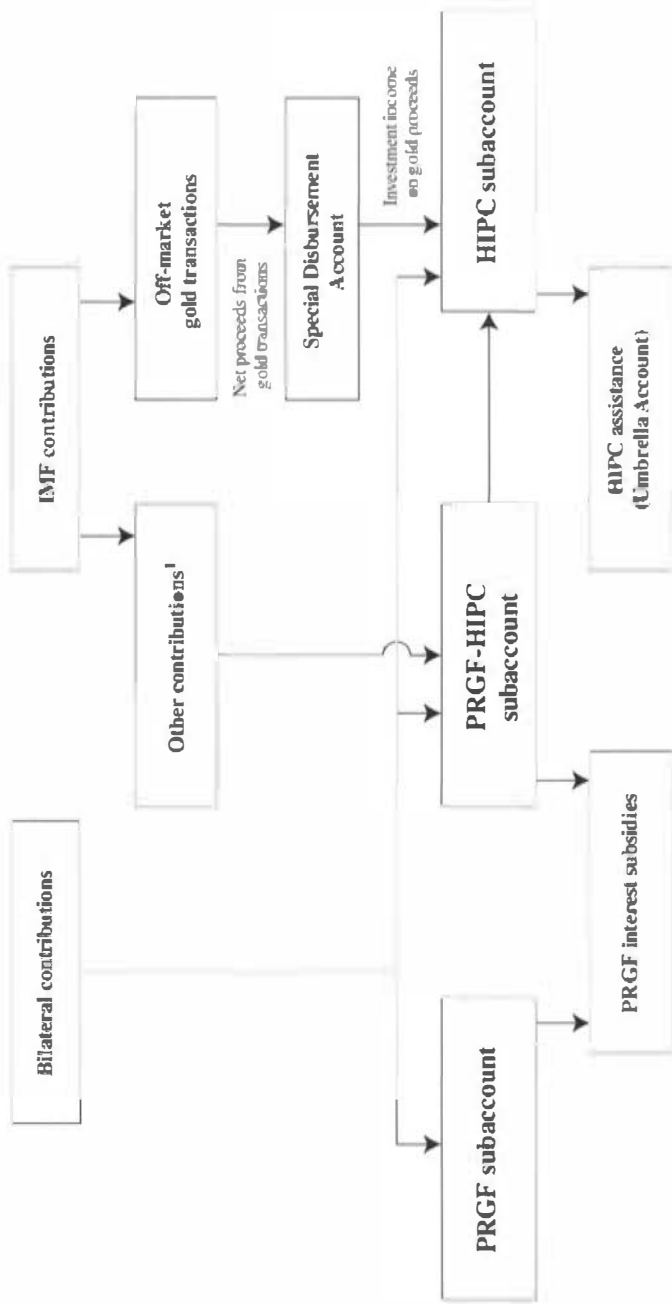 Bilateral contributions
IMF contributions
Other contributions¹
Off-market
gold transactions
Net proceeds from
gold transactions
Special Disbursement
Account
Investment income
on gold proceeds
PRGF subaccount
PRGF-HIPC
subaccount
HIPC subaccount
PRGF interest subsidies
HIPC assistance
(Umbrella Account)